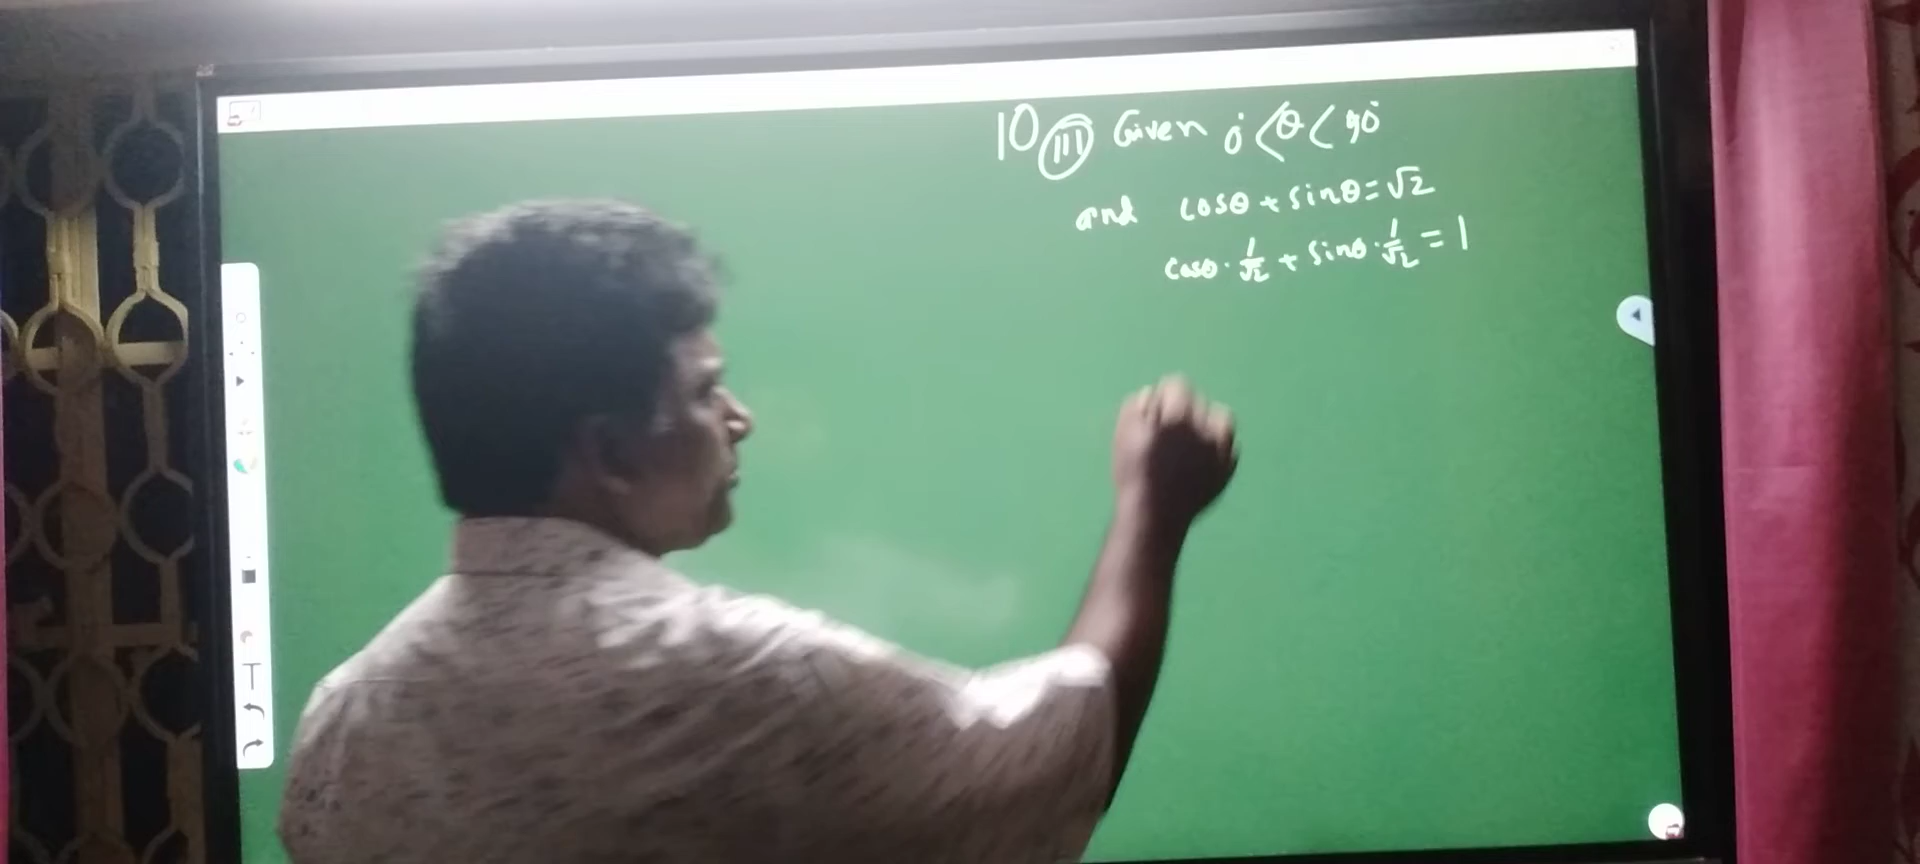 10 (iii) Given 0° < θ < 90°
and cosθ + sinθ = √2
cosθ · 1/√2 + sinθ · 1/√2 = 1
T